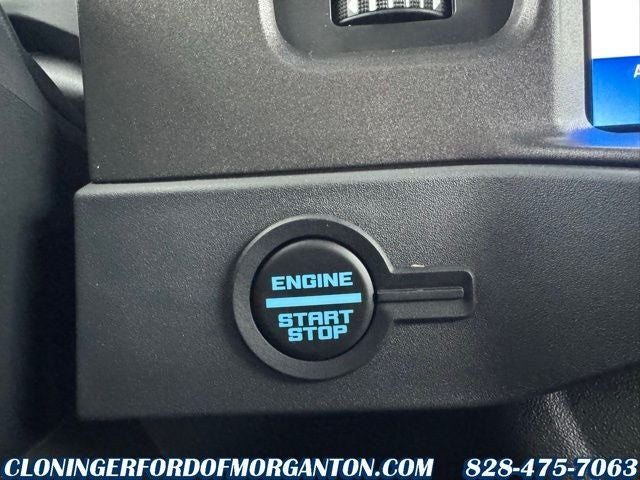 A
ENGINE
START
STOP
CLONINGERFORDOFMORGANTON.COM 828-475-7063